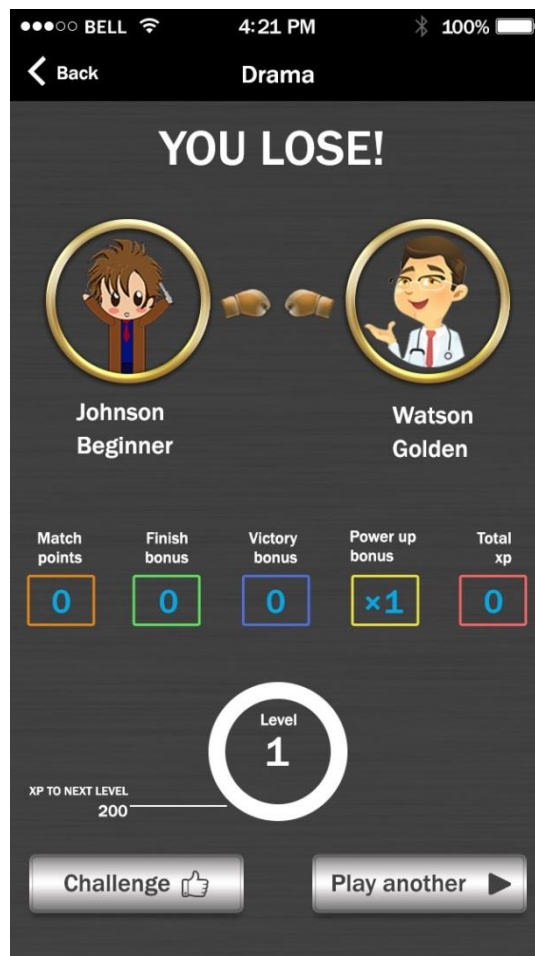 BELL 4:21 PM 100%
Back Drama
YOU LOSE!
Johnson
Beginner
Watson
Golden
Match
points
Finish
bonus
Victory
bonus
Power up
bonus
Total
xp
0 0 0 ×1 0
Level
1
XP TO NEXT LEVEL
200
Challenge
Play another